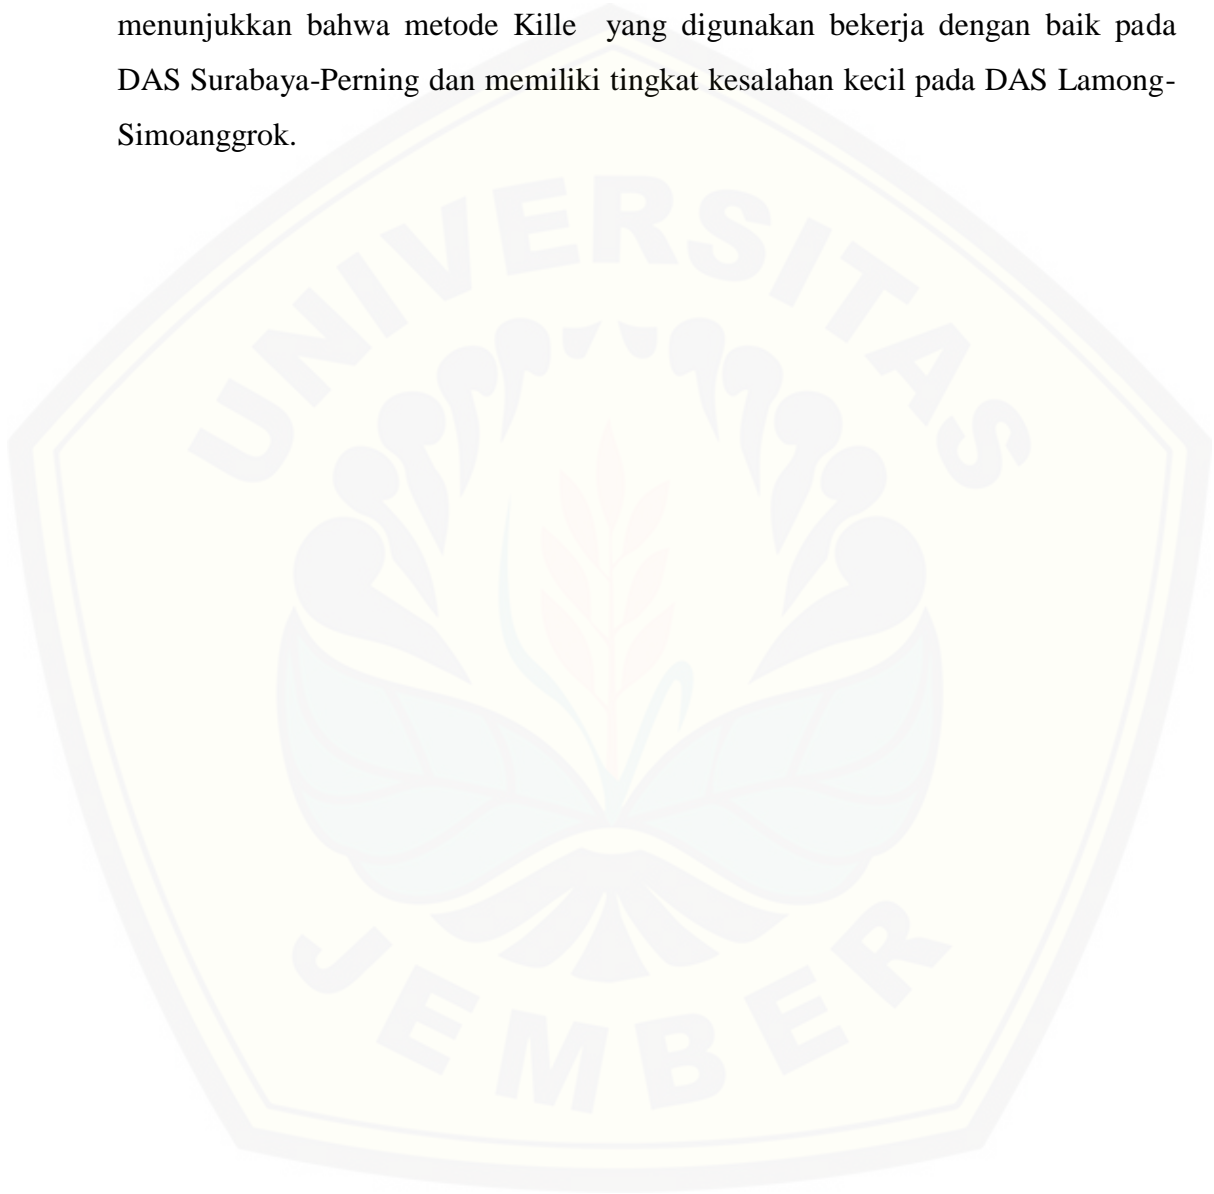 menunjukkan bahwa metode Kille yang digunakan bekerja dengan baik pada
DAS Surabaya-Perning dan memiliki tingkat kesalahan kecil pada DAS Lamong-
Simoanggrok.
UNIVERSITAS
JEMBER